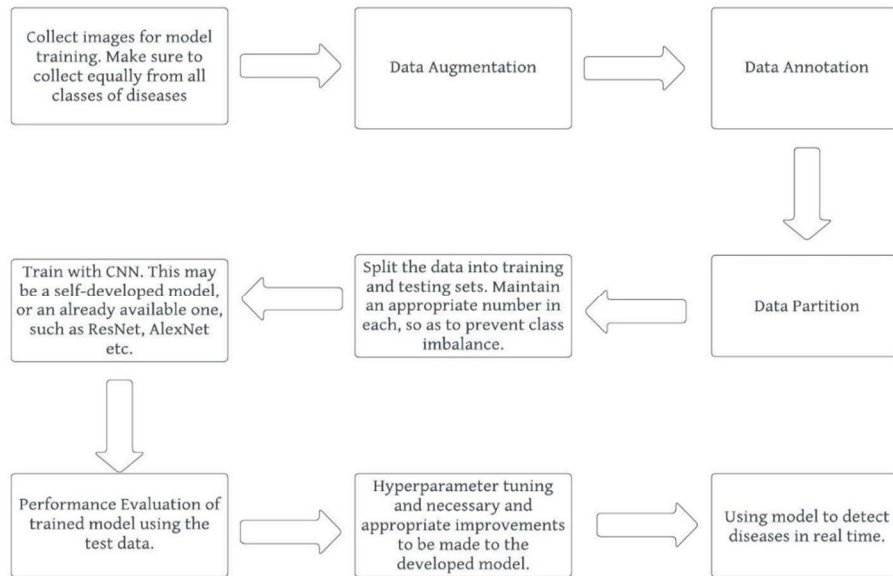 Collect images for model
training. Make sure to
collect equally from all
classes of diseases
Data Augmentation
Data Annotation
Data Partition
Split the data into training
and testing sets. Maintain
an appropriate number in
each, so as to prevent class
imbalance.
Train with CNN. This may
be a self-developed model,
or an already available one,
such as ResNet, AlexNet
etc.
Performance Evaluation of
trained model using the
test data.
Hyperparameter tuning
and necessary and
appropriate improvements
to be made to the
developed model.
Using model to detect
diseases in real time.